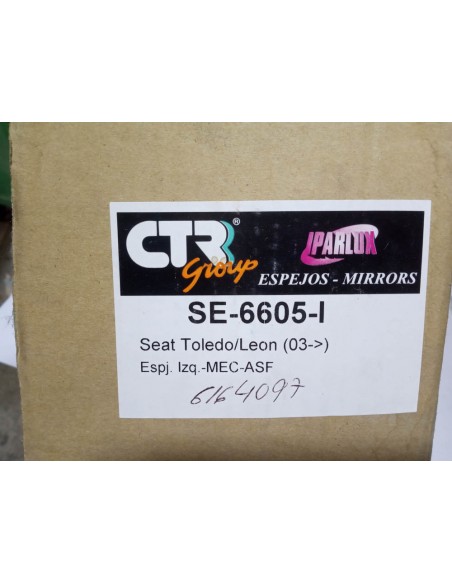 CTR® IPARLUX
Group ESPEJOS - MIRRORS
SE-6605-I
Seat Toledo/Leon (03->)
Espj. Izq.-MEC-ASF
6164097